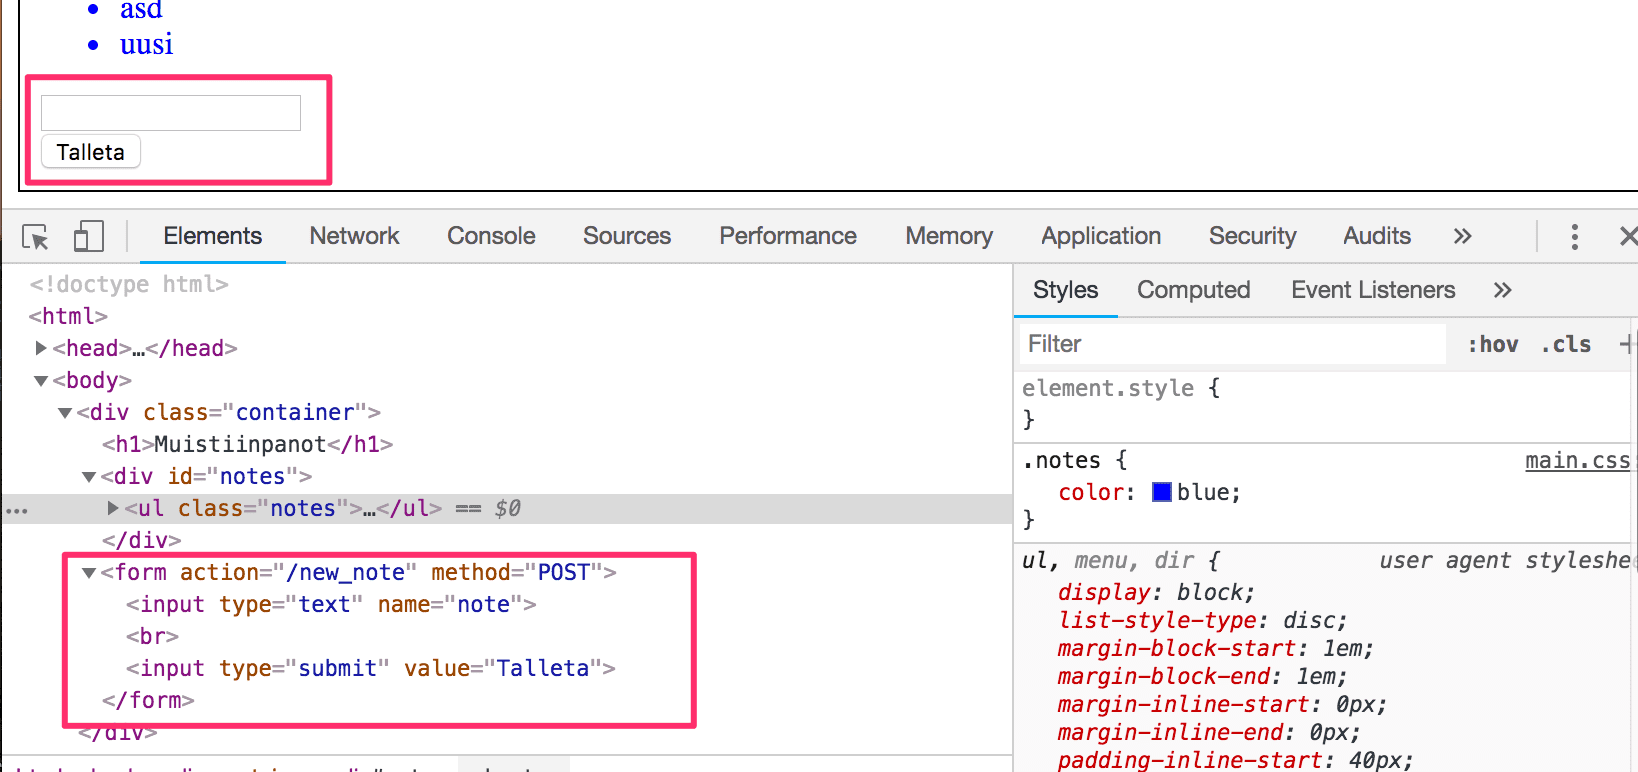 asd
uusi
Talleta
Elements Network Console Sources Performance Memory Application Security Audits »
<!doctype html>
<html>
<head>…</head>
<body>
<div class="container">
<h1>Muistiinpanot</h1>
<div id="notes">
<ul class="notes">…</ul> == $0
</div>
<form action="/new_note" method="POST">
<input type="text" name="note">
<br>
<input type="submit" value="Talleta">
</form>
</div>
Styles Computed Event Listeners »
Filter :hov .cls +
element.style {
}
.notes { main.css
color: blue;
}
ul, menu, dir { user agent styleshe
display: block;
list-style-type: disc;
margin-block-start: 1em;
margin-block-end: 1em;
margin-inline-start: 0px;
margin-inline-end: 0px;
padding-inline-start: 40px;